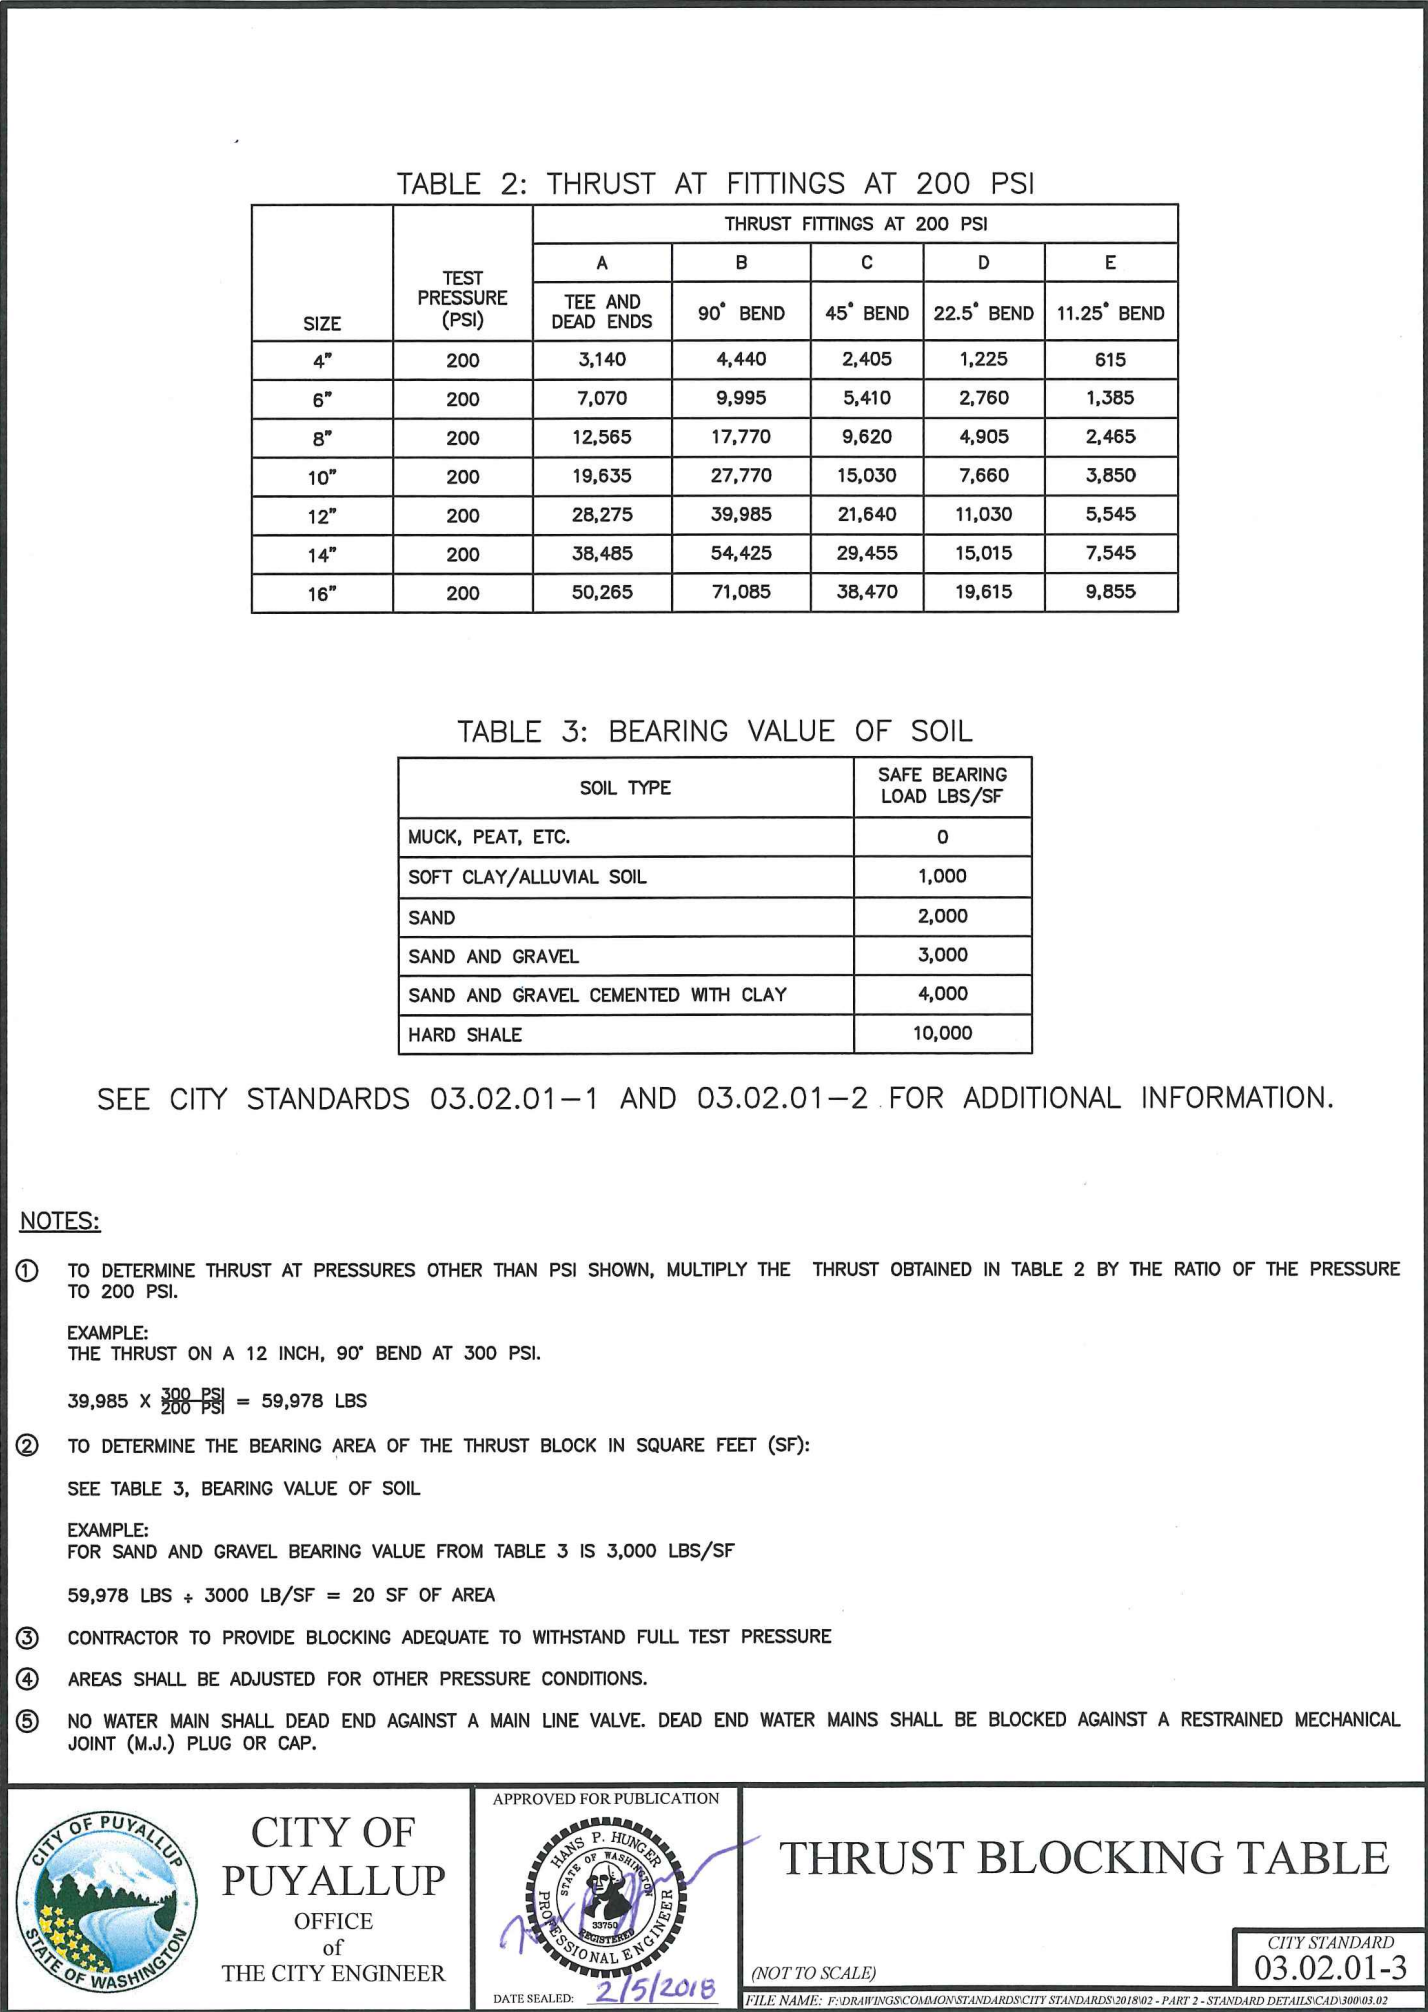 TABLE 2: THRUST AT FITTINGS AT 200 PSI
THRUST FITTINGS AT 200 PSI
A B C D E
SIZE TEST PRESSURE (PSI) TEE AND DEAD ENDS 90° BEND 45° BEND 22.5° BEND 11.25° BEND
4" 200 3,140 4,440 2,405 1,225 615
6" 200 7,070 9,995 5,410 2,760 1,385
8" 200 12,565 17,770 9,620 4,905 2,465
10" 200 19,635 27,770 15,030 7,660 3,850
12" 200 28,275 39,985 21,640 11,030 5,545
14" 200 38,485 54,425 29,455 15,015 7,545
16" 200 50,265 71,085 38,470 19,615 9,855
TABLE 3: BEARING VALUE OF SOIL
SOIL TYPE SAFE BEARING LOAD LBS/SF
MUCK, PEAT, ETC. 0
SOFT CLAY/ALLUVIAL SOIL 1,000
SAND 2,000
SAND AND GRAVEL 3,000
SAND AND GRAVEL CEMENTED WITH CLAY 4,000
HARD SHALE 10,000
SEE CITY STANDARDS 03.02.01-1 AND 03.02.01-2 FOR ADDITIONAL INFORMATION.
NOTES:
① TO DETERMINE THRUST AT PRESSURES OTHER THAN PSI SHOWN, MULTIPLY THE THRUST OBTAINED IN TABLE 2 BY THE RATIO OF THE PRESSURE
TO 200 PSI.
EXAMPLE:
THE THRUST ON A 12 INCH, 90° BEND AT 300 PSI.
39,985 X 300 PSI/200 PSI = 59,978 LBS
② TO DETERMINE THE BEARING AREA OF THE THRUST BLOCK IN SQUARE FEET (SF):
SEE TABLE 3, BEARING VALUE OF SOIL
EXAMPLE:
FOR SAND AND GRAVEL BEARING VALUE FROM TABLE 3 IS 3,000 LBS/SF
59,978 LBS ÷ 3000 LB/SF = 20 SF OF AREA
③ CONTRACTOR TO PROVIDE BLOCKING ADEQUATE TO WITHSTAND FULL TEST PRESSURE
④ AREAS SHALL BE ADJUSTED FOR OTHER PRESSURE CONDITIONS.
⑤ NO WATER MAIN SHALL DEAD END AGAINST A MAIN LINE VALVE. DEAD END WATER MAINS SHALL BE BLOCKED AGAINST A RESTRAINED MECHANICAL
JOINT (M.J.) PLUG OR CAP.
CITY OF PUYALLUP
STATE OF WASHINGTON
CITY OF
PUYALLUP
OFFICE
of
THE CITY ENGINEER
APPROVED FOR PUBLICATION
HANS P. HUNGER
STATE OF WASHINGTON
33750
REGISTERED
PROFESSIONAL ENGINEER
DATE SEALED: 2/5/2018
THRUST BLOCKING TABLE
(NOT TO SCALE)
CITY STANDARD
03.02.01-3
FILE NAME: F:\DRAWINGS\COMMON\STANDARDS\CITY STANDARDS\2018\02 - PART 2 - STANDARD DETAILS\CAD\300\03.02